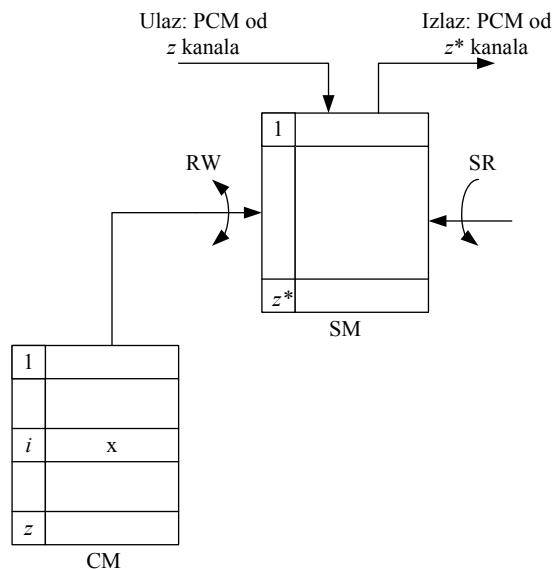 Ulaz: PCM od
z kanala
Izlaz: PCM od
z* kanala
1
RW
SR
z*
SM
1
i
x
z
CM